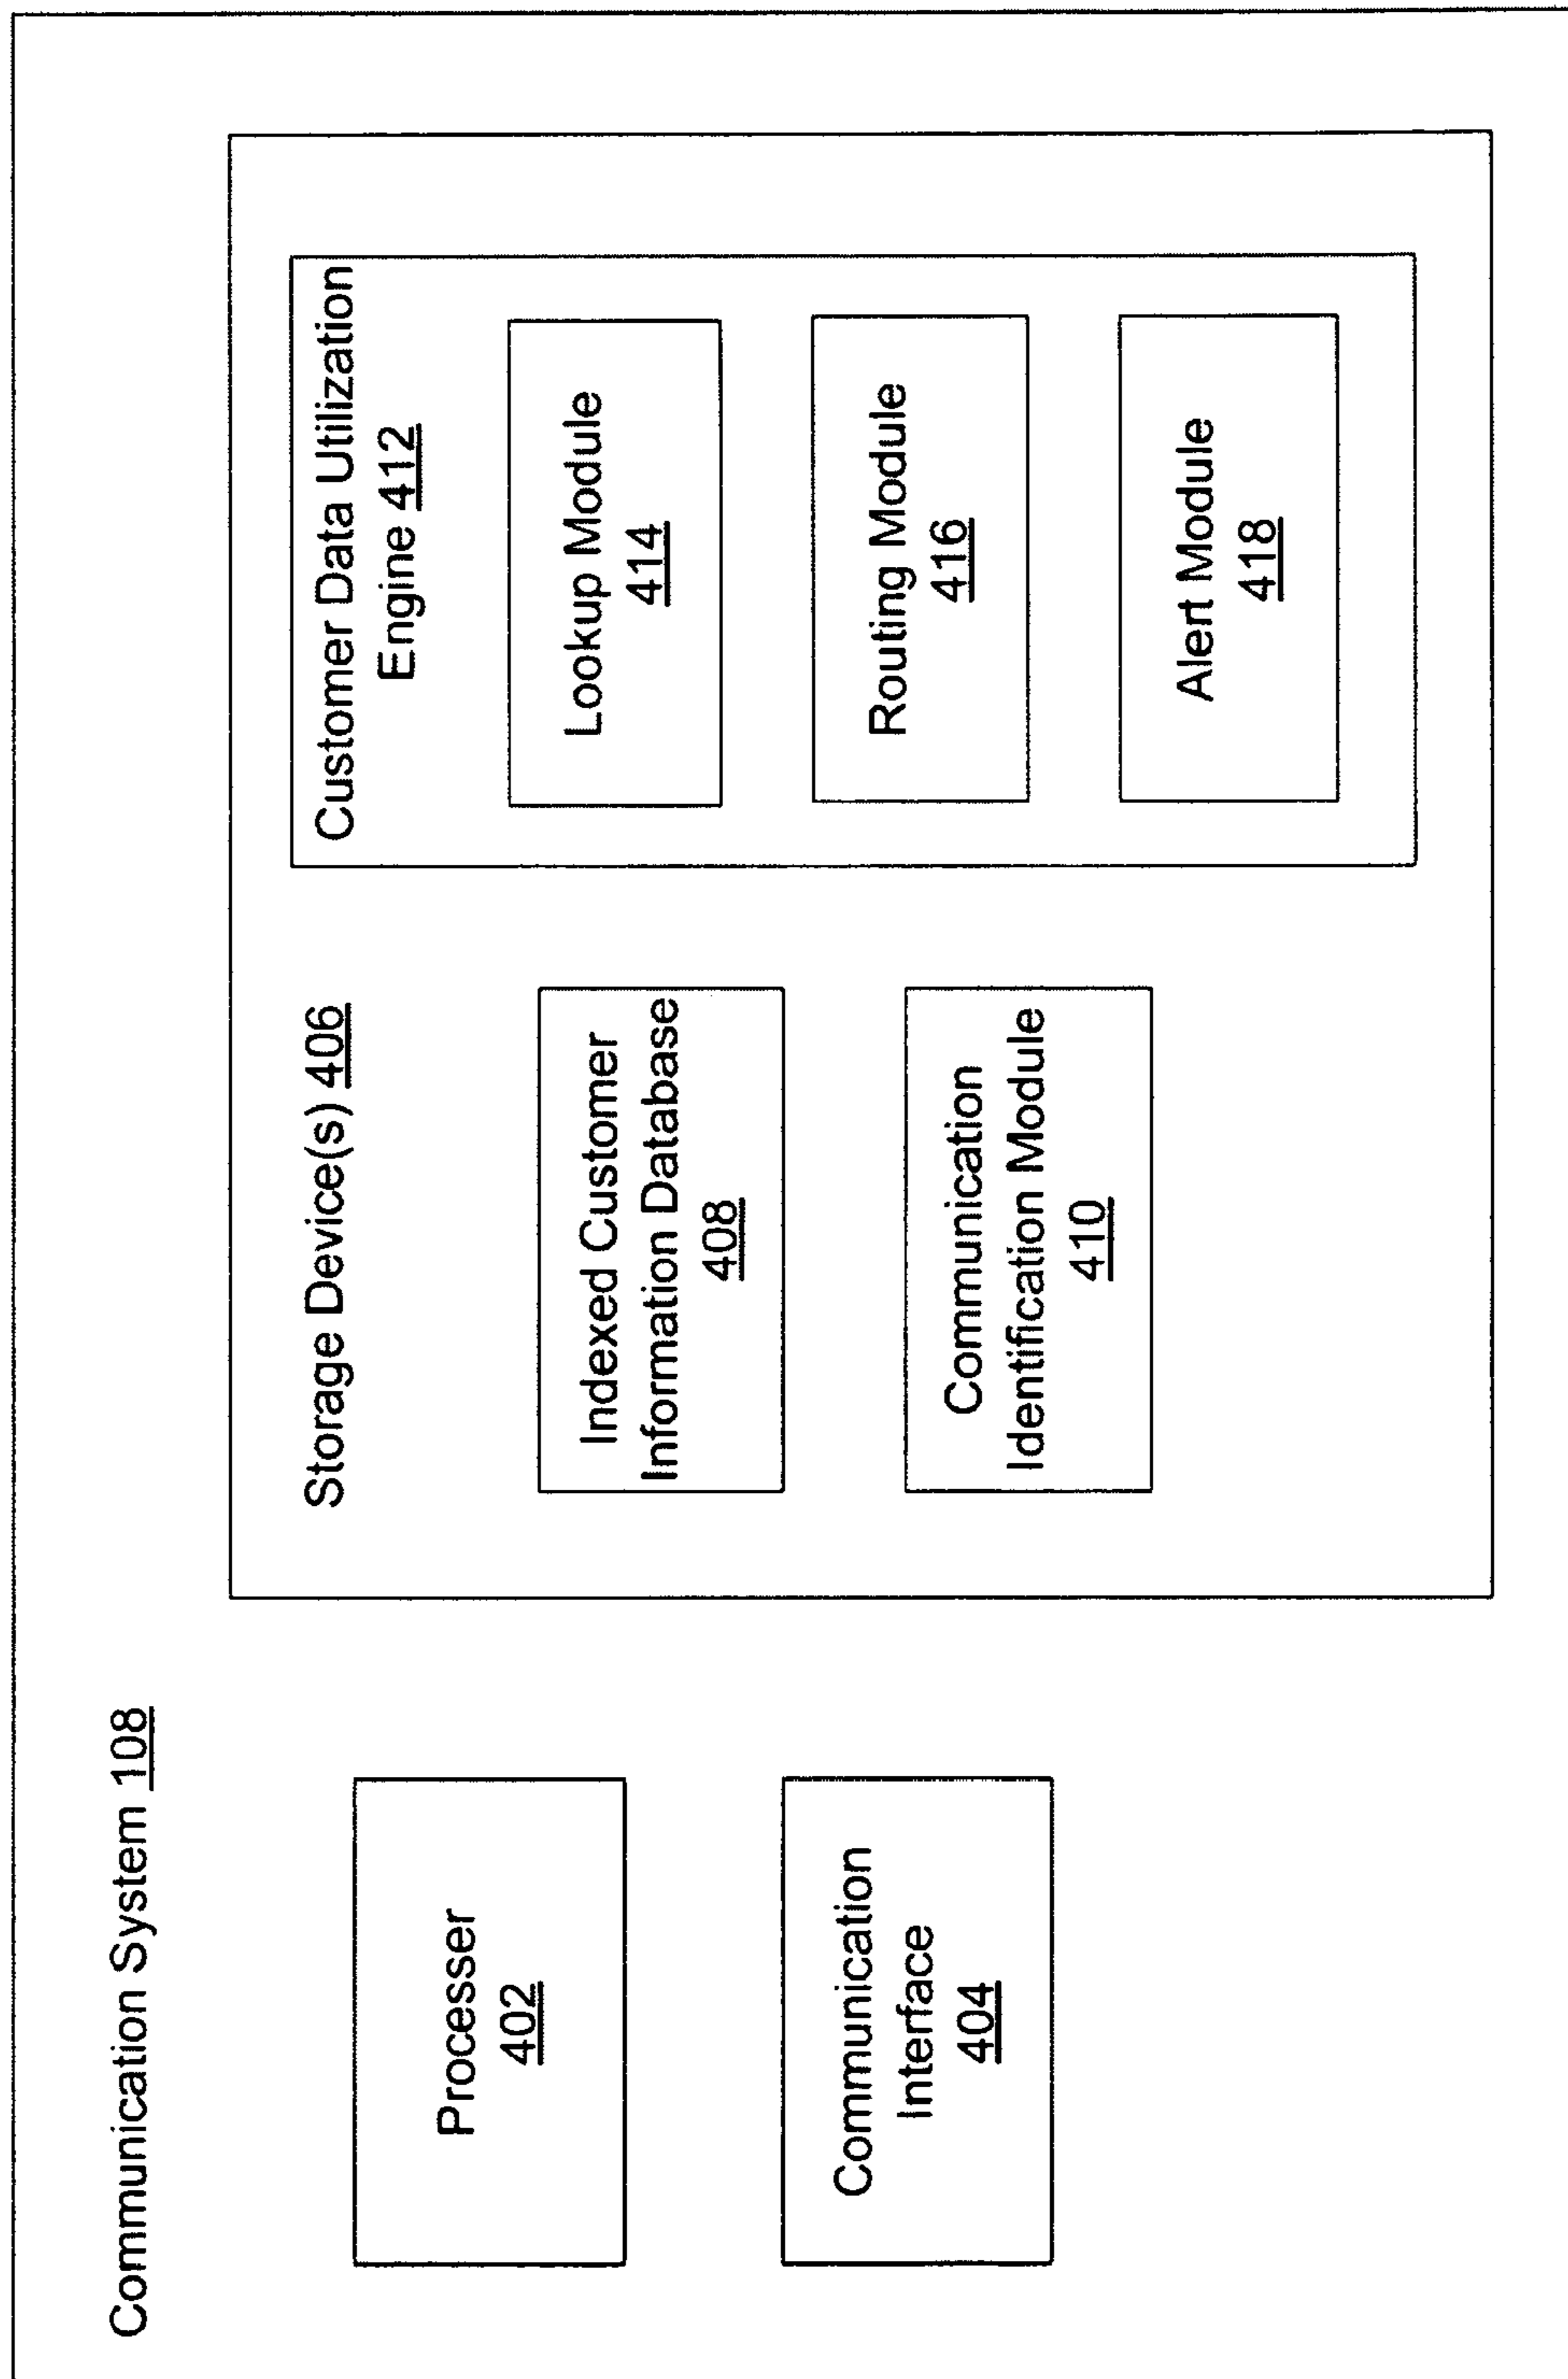 Communication System 108
Processer
402
Communication
Interface
404
Storage Device(s) 406
Indexed Customer
Information Database
408
Communication
Identification Module
410
Customer Data Utilization
Engine 412
Lookup Module
414
Routing Module
416
Alert Module
418